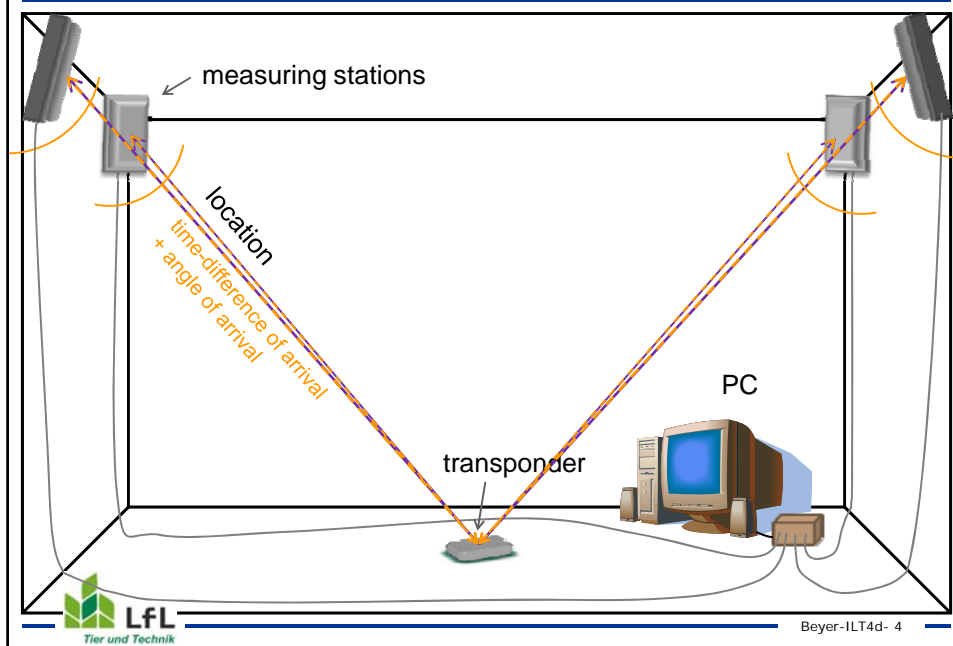 measuring stations
location
time-difference of arrival
+ angle of arrival
PC
transponder
LfL
Tier und Technik
Beyer-ILT4d- 4